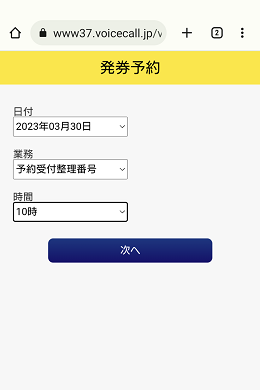 www37.voicecall.jp/v
2
発券予約
日付
2023年03月30日
業務
予約受付整理番号
時間
10時
次へ